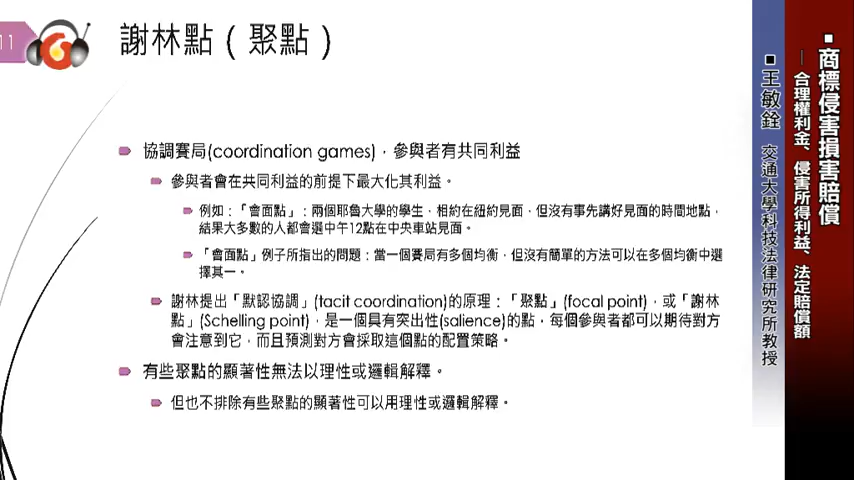 11
謝林點（聚點）
協調賽局(coordination games)，參與者有共同利益
參與者會在共同利益的前提下最大化其利益。
例如：「會面點」：兩個耶魯大學的學生，相約在紐約見面，但沒有事先講好見面的時間地點，
結果大多數的人都會選中午12點在中央車站見面。
「會面點」例子所指出的問題：當一個賽局有多個均衡，但沒有簡單的方法可以在多個均衡中選
擇其一。
謝林提出「默認協調」(tacit coordination)的原理：「聚點」(focal point)，或「謝林
點」(Schelling point)，是一個具有突出性(salience)的點，每個參與者都可以期待對方
會注意到它，而且預測對方會採取這個點的配置策略。
有些聚點的顯著性無法以理性或邏輯解釋。
但也不排除有些聚點的顯著性可以用理性或邏輯解釋。
商標侵害損害賠償
—合理權利金、侵害所得利益、法定賠償額
王敏銓 交通大學科技法律研究所教授